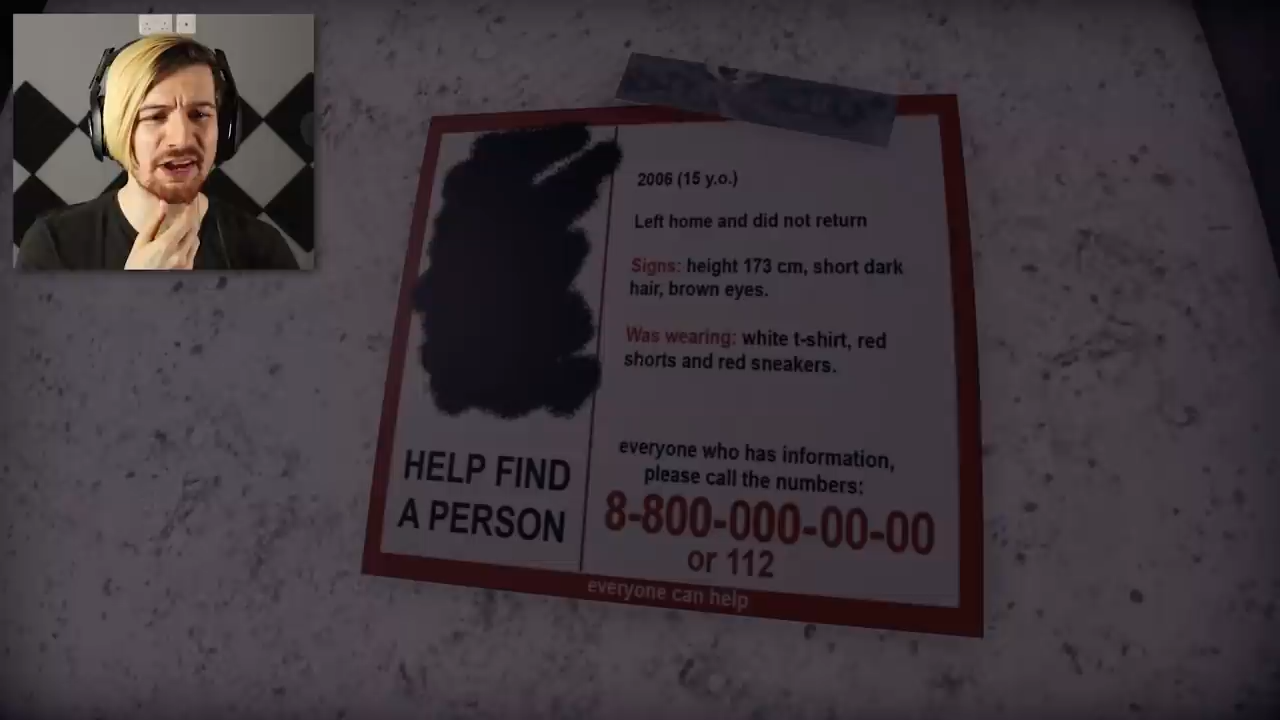 2006 (15 y.o.)
Left home and did not return
Signs: height 173 cm, short dark
hair, brown eyes.
Was wearing: white t-shirt, red
shorts and red sneakers.
HELP FIND
A PERSON
everyone who has information,
please call the numbers:
8-800-000-00-00
or 112
everyone can help